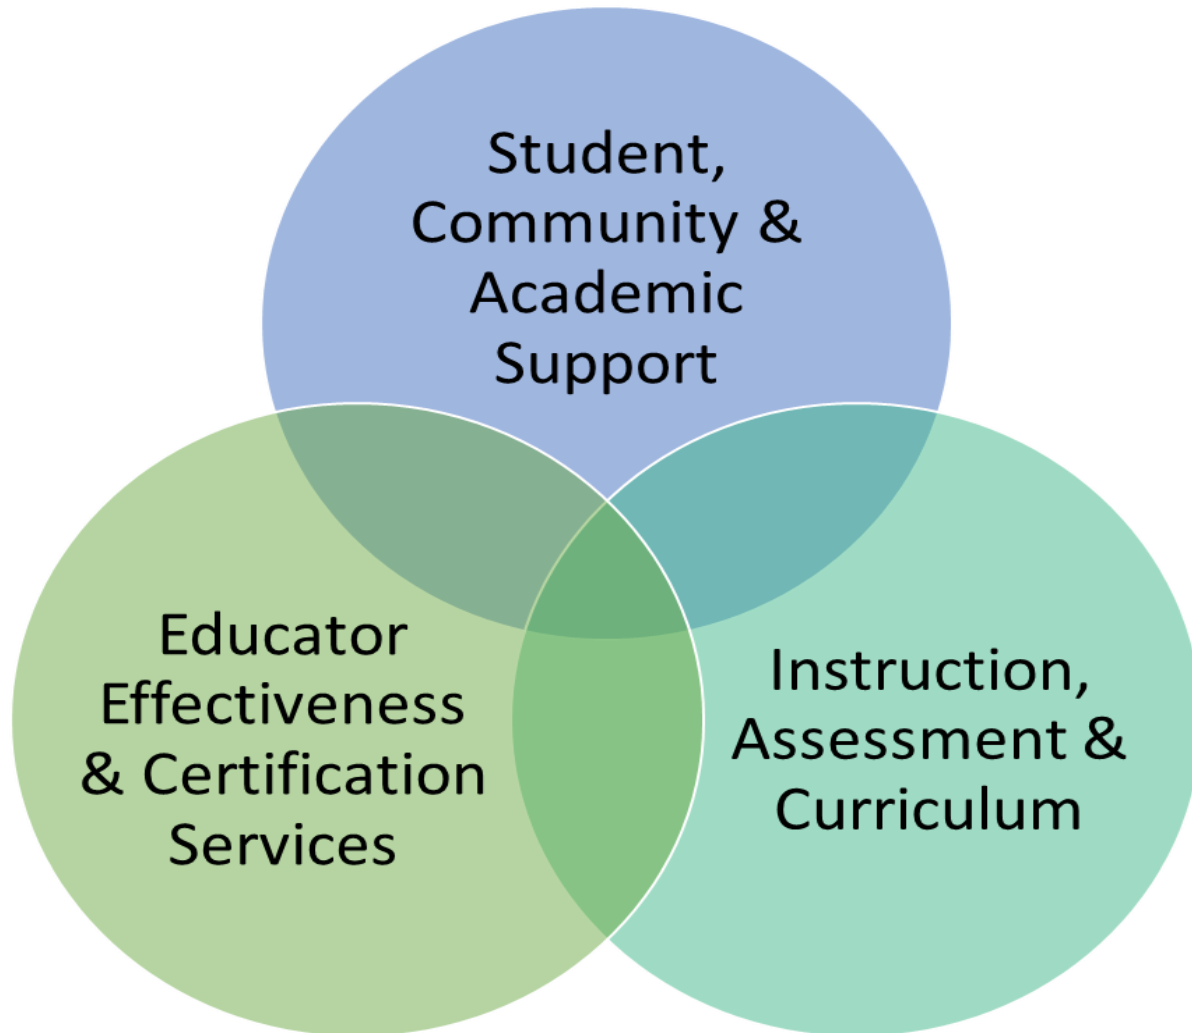 Student,
Community &
Academic
Support
Educator
Effectiveness
& Certification
Services
Instruction,
Assessment &
Curriculum